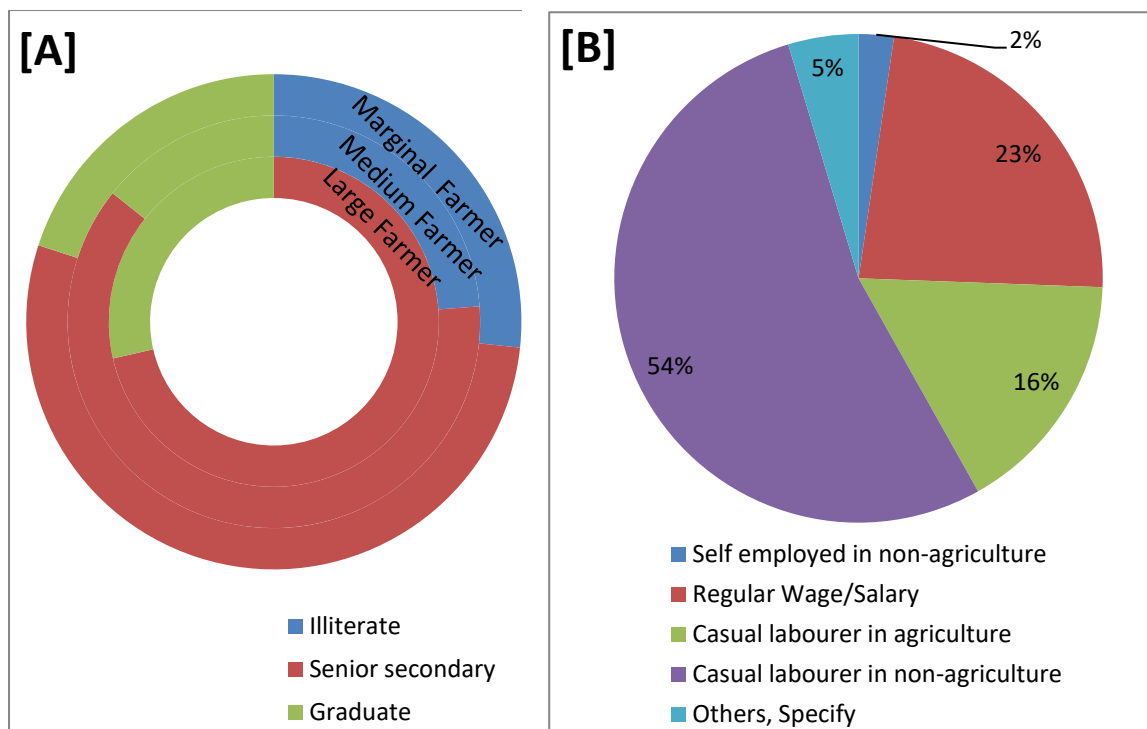 [A]
Marginal Farmer
Medium Farmer
Large Farmer
Illiterate
Senior secondary
Graduate
[B]
2%
5%
23%
54%
16%
Self employed in non-agriculture
Regular Wage/Salary
Casual labourer in agriculture
Casual labourer in non-agriculture
Others, Specify